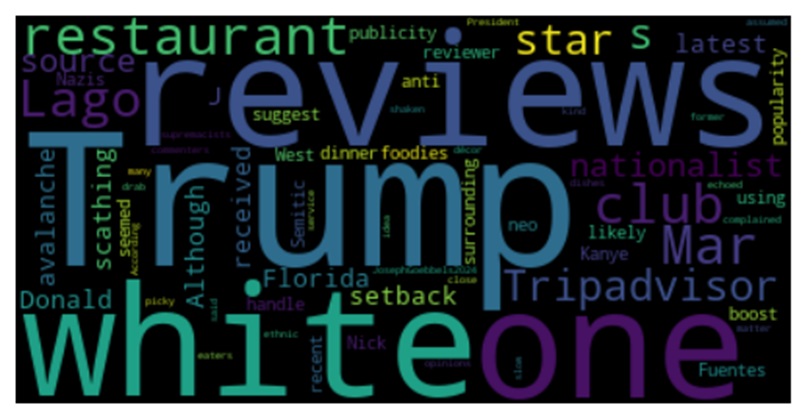 President
assumed
restaurant
publicity
star
s
latest
reviewer
source
Nazis
reviews
anti
popularity
Lago
J
suggest
shaken
kind
former
supremacists
commenters
Trump
West
dinner
foodies
décor
nationalist
avalanche
scathing
many
drab
seemed
According
Although
received
Semitic
service
idea
surrounding
neo
dishes
echoed
using
club
complained
likely
Mar
Kanye
JosephGoebbels2024
close
Florida
Tripadvisor
Donald
picky
said
handle
setback
boost
white
one
matter
ethnic
eaters
recent
Nick
opinions
slow
Fuentes